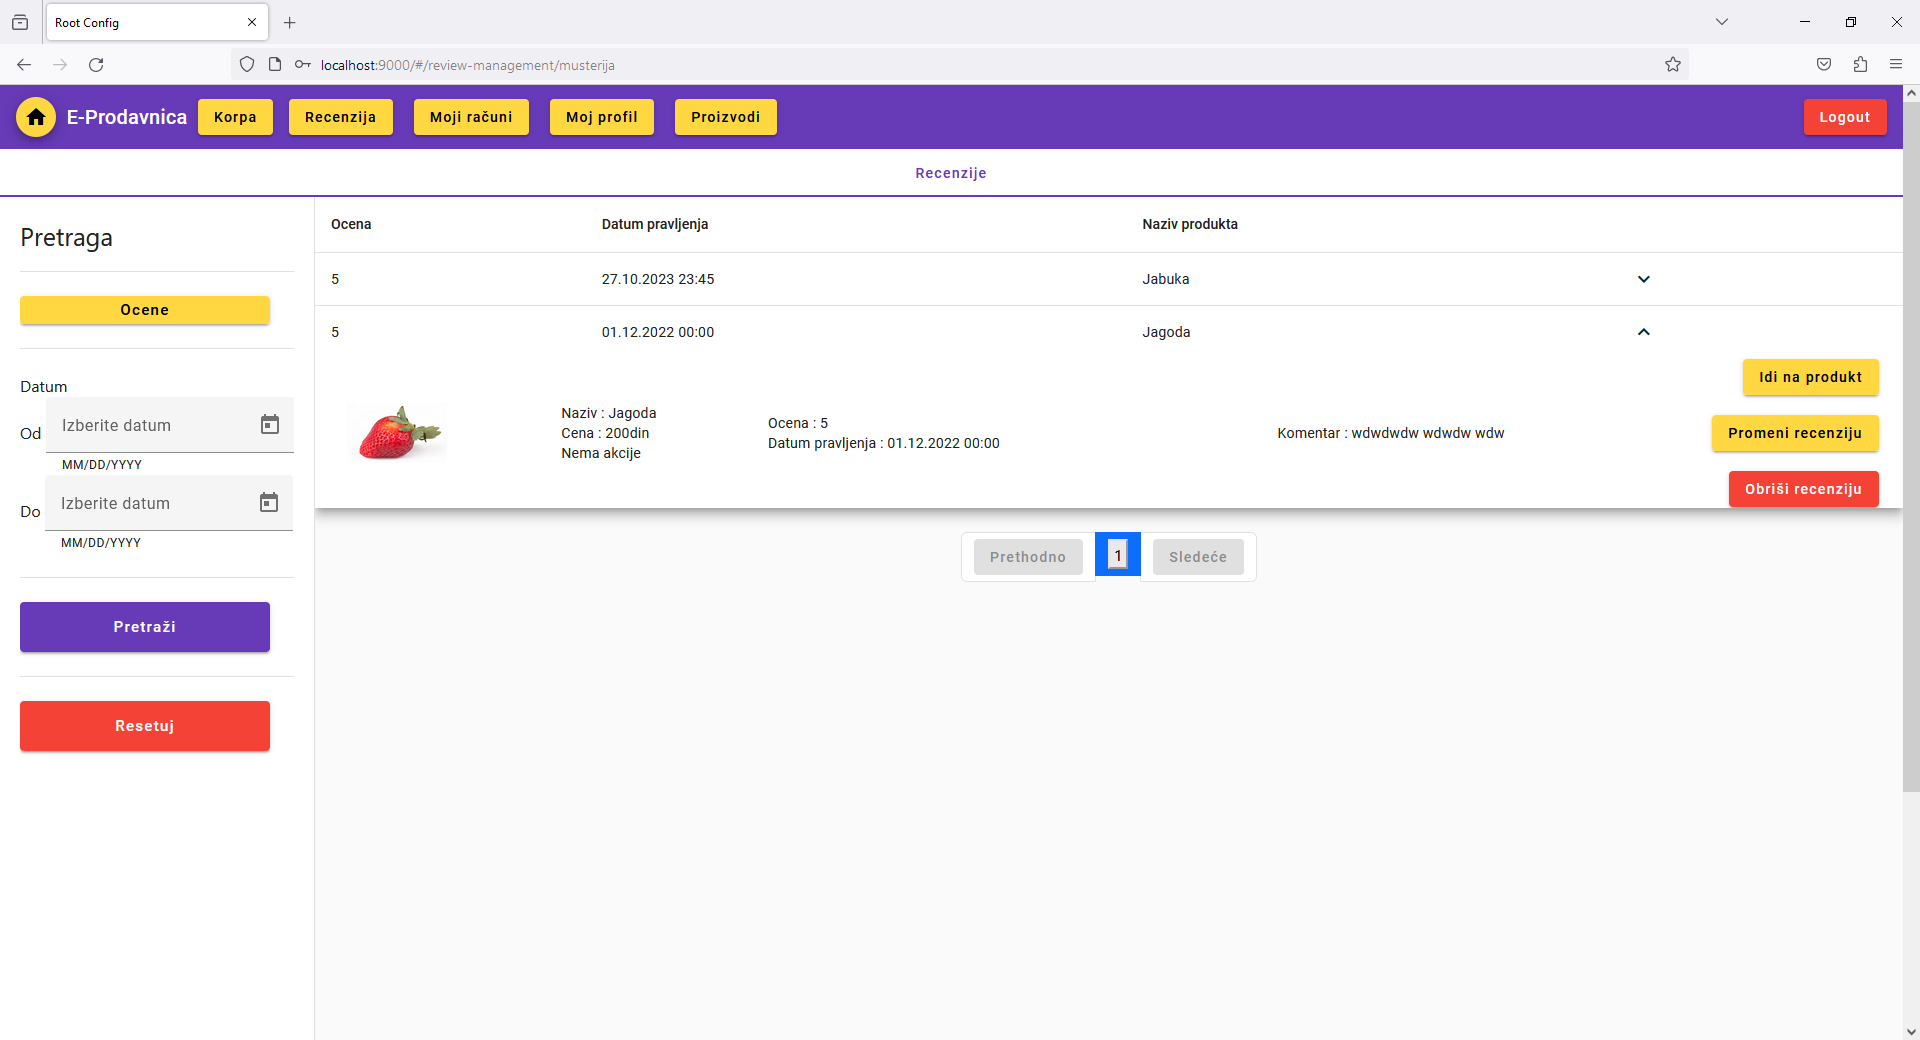 Root Config
localhost:9000/#/review-management/musterija
E-Prodavnica
Korpa
Recenzija
Moji računi
Moj profil
Proizvodi
Logout
Recenzije
Pretraga
Ocene
Datum
Od
Izberite datum
MM/DD/YYYY
Do
Izberite datum
MM/DD/YYYY
Pretraži
Resetuj
Ocena Datum pravljenja Naziv produkta
5 27.10.2023 23:45 Jabuka
5 01.12.2022 00:00 Jagoda
Naziv : Jagoda
Cena : 200din
Nema akcije
Ocena : 5
Datum pravljenja : 01.12.2022 00:00
Komentar : wdwdwdw wdwdw wdw
Idi na produkt
Promeni recenziju
Obriši recenziju
Prethodno
1
Sledeće